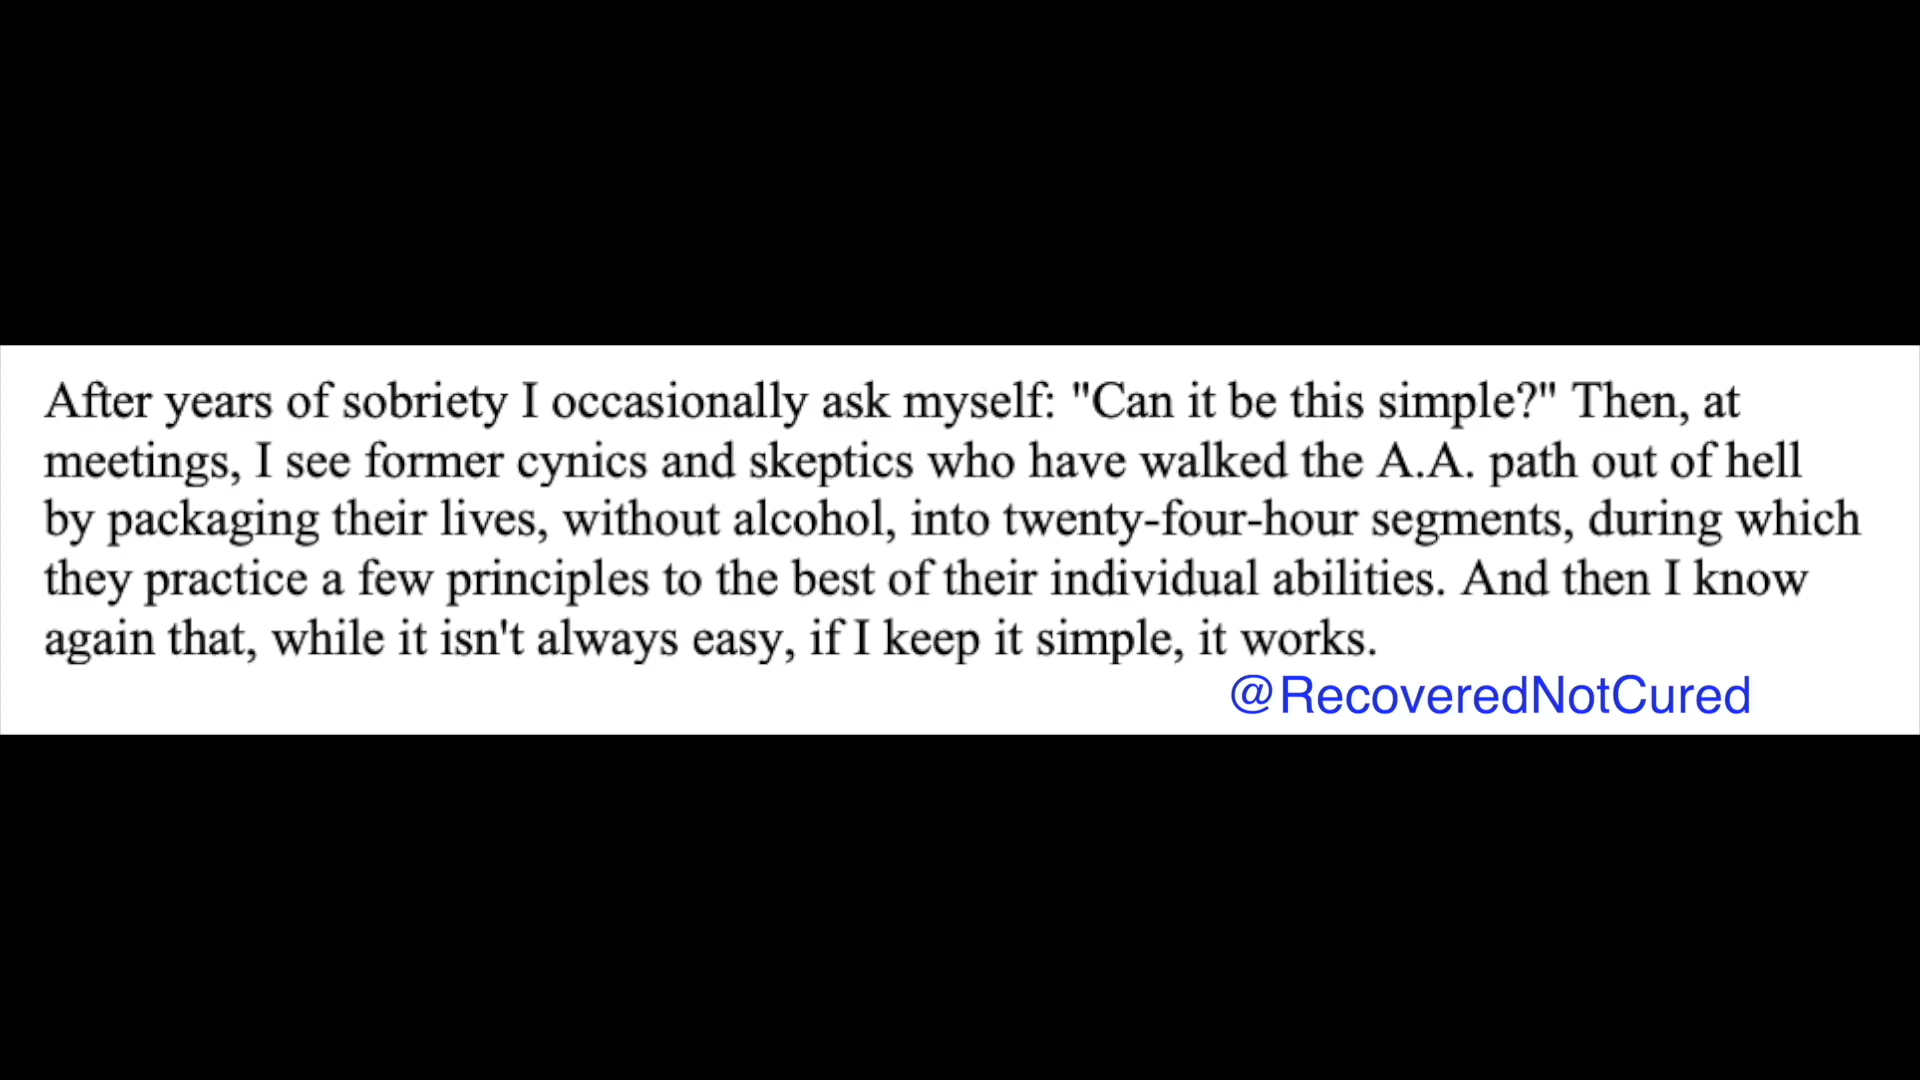 After years of sobriety I occasionally ask myself: "Can it be this simple?" Then, at
meetings, I see former cynics and skeptics who have walked the A.A. path out of hell
by packaging their lives, without alcohol, into twenty-four-hour segments, during which
they practice a few principles to the best of their individual abilities. And then I know
again that, while it isn't always easy, if I keep it simple, it works.
@RecoveredNotCured